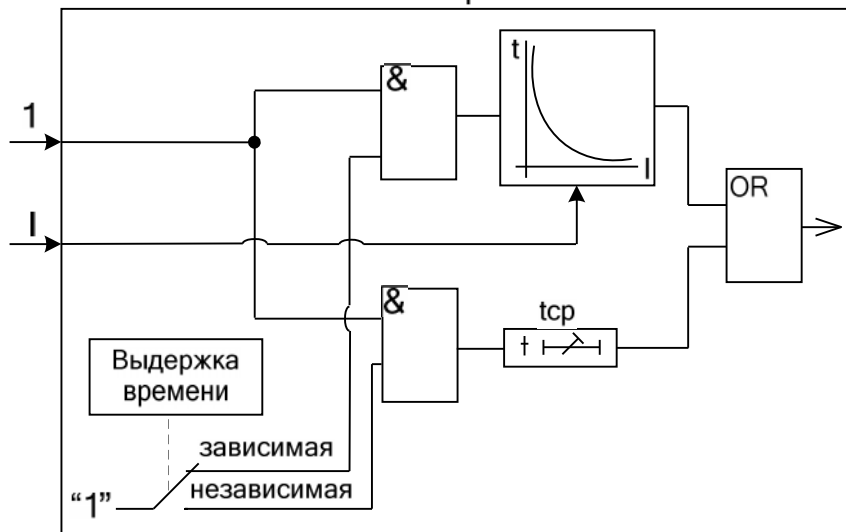 &
t
I
1
OR
I
&
tср
t
Выдержка
времени
зависимая
“1”
независимая